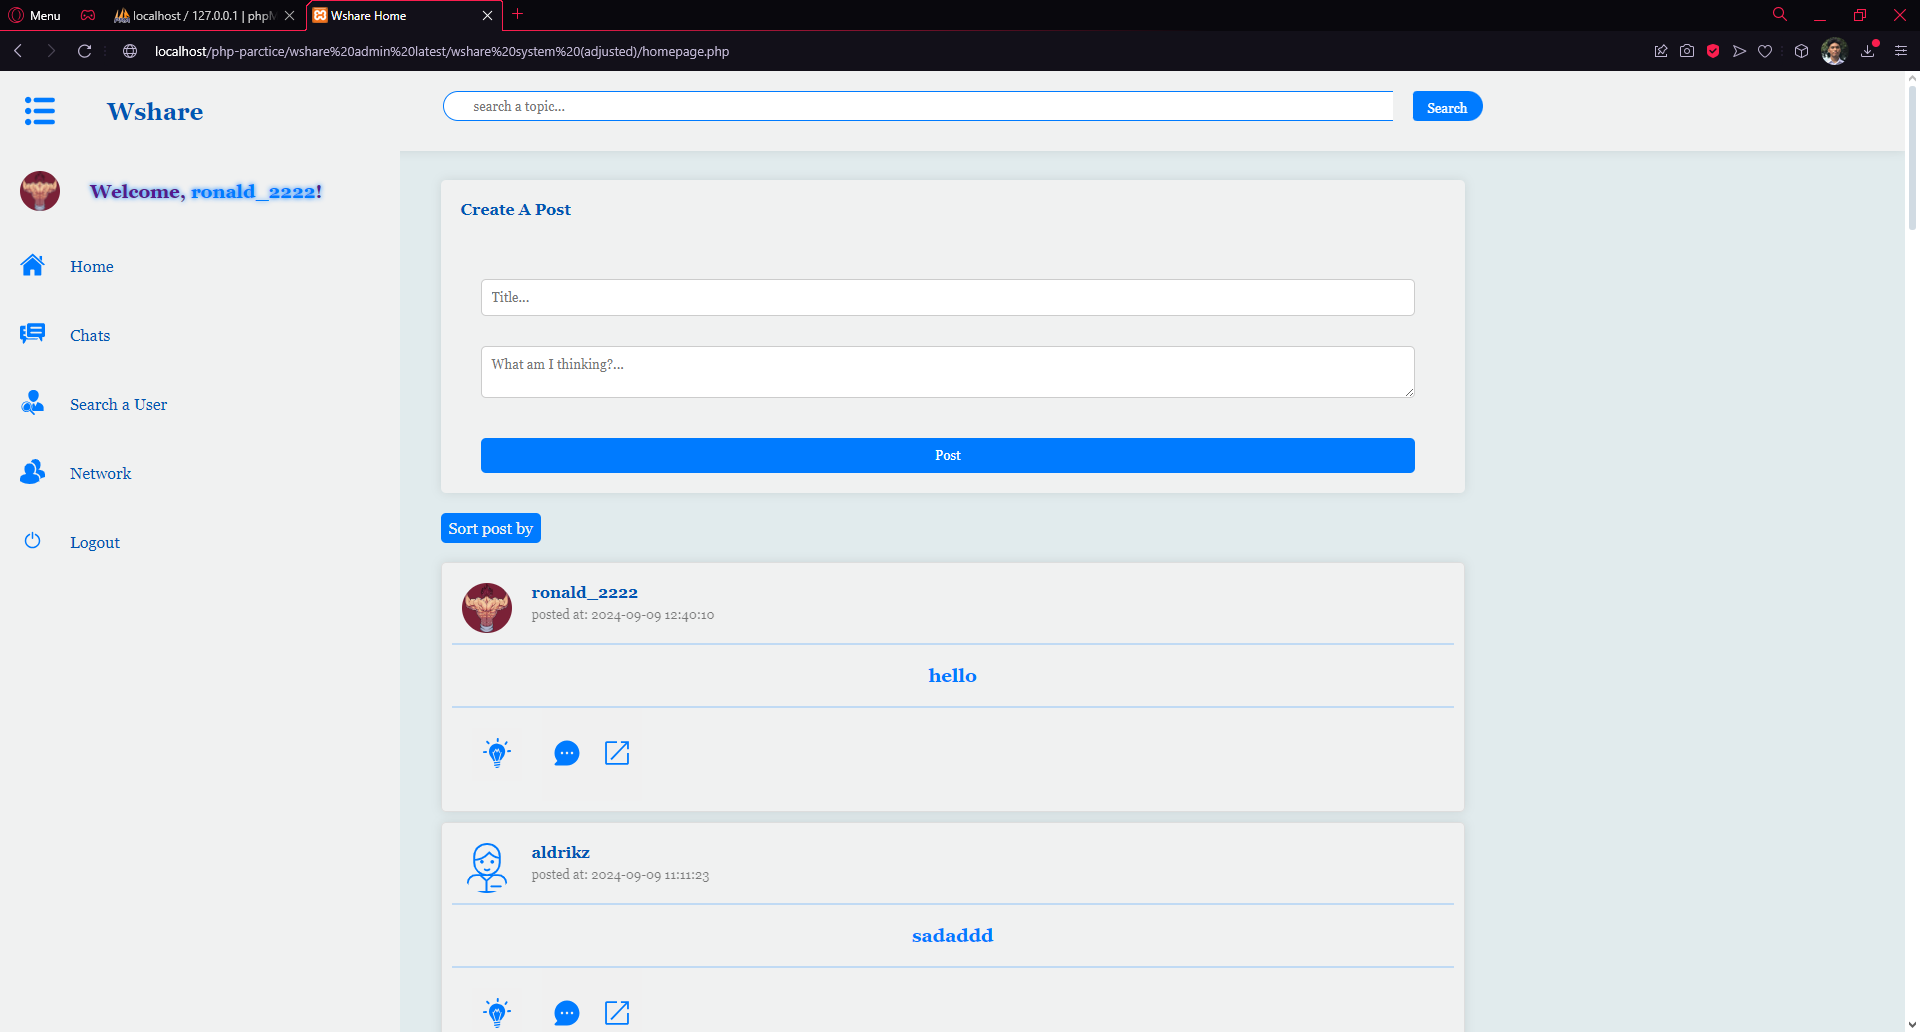 Menu
localhost / 127.0.0.1 | phpM
Wshare Home
localhost/php-parctice/wshare%20admin%20latest/wshare%20system%20(adjusted)/homepage.php
Wshare
search a topic...
Search
Welcome, ronald_2222!
Home
Chats
Search a User
Network
Logout
Create A Post
Title...
What am I thinking?...
Post
Sort post by
ronald_2222
posted at: 2024-09-09 12:40:10
hello
aldrikz
posted at: 2024-09-09 11:11:23
sadaddd